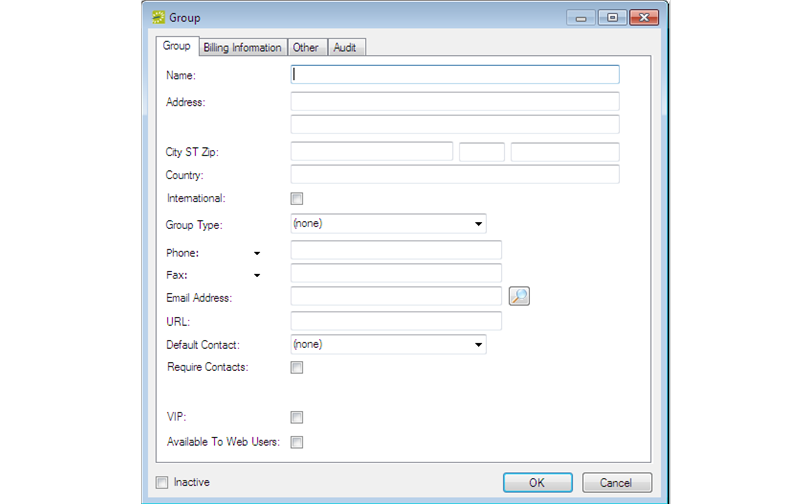 Group
Group Billing Information Other Audit
Name:
Address:
City ST Zip:
Country:
International:
Group Type: (none)
Phone:
Fax:
Email Address:
URL:
Default Contact: (none)
Require Contacts:
VIP:
Available To Web Users:
Inactive OK Cancel